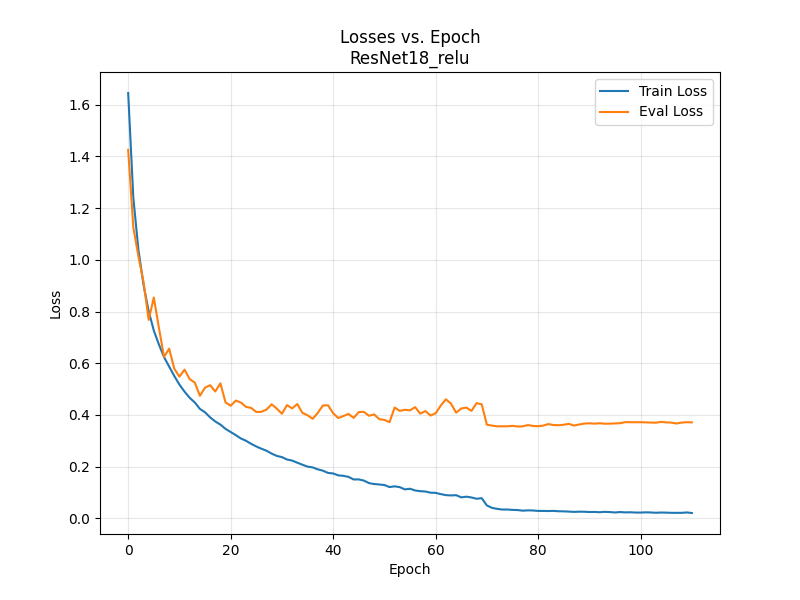 Losses vs. Epoch
ResNet18_relu
Train Loss
Eval Loss
1.6
1.4
1.2
1.0
0.8
0.6
0.4
0.2
0.0
Loss
0 20 40 60 80 100
Epoch